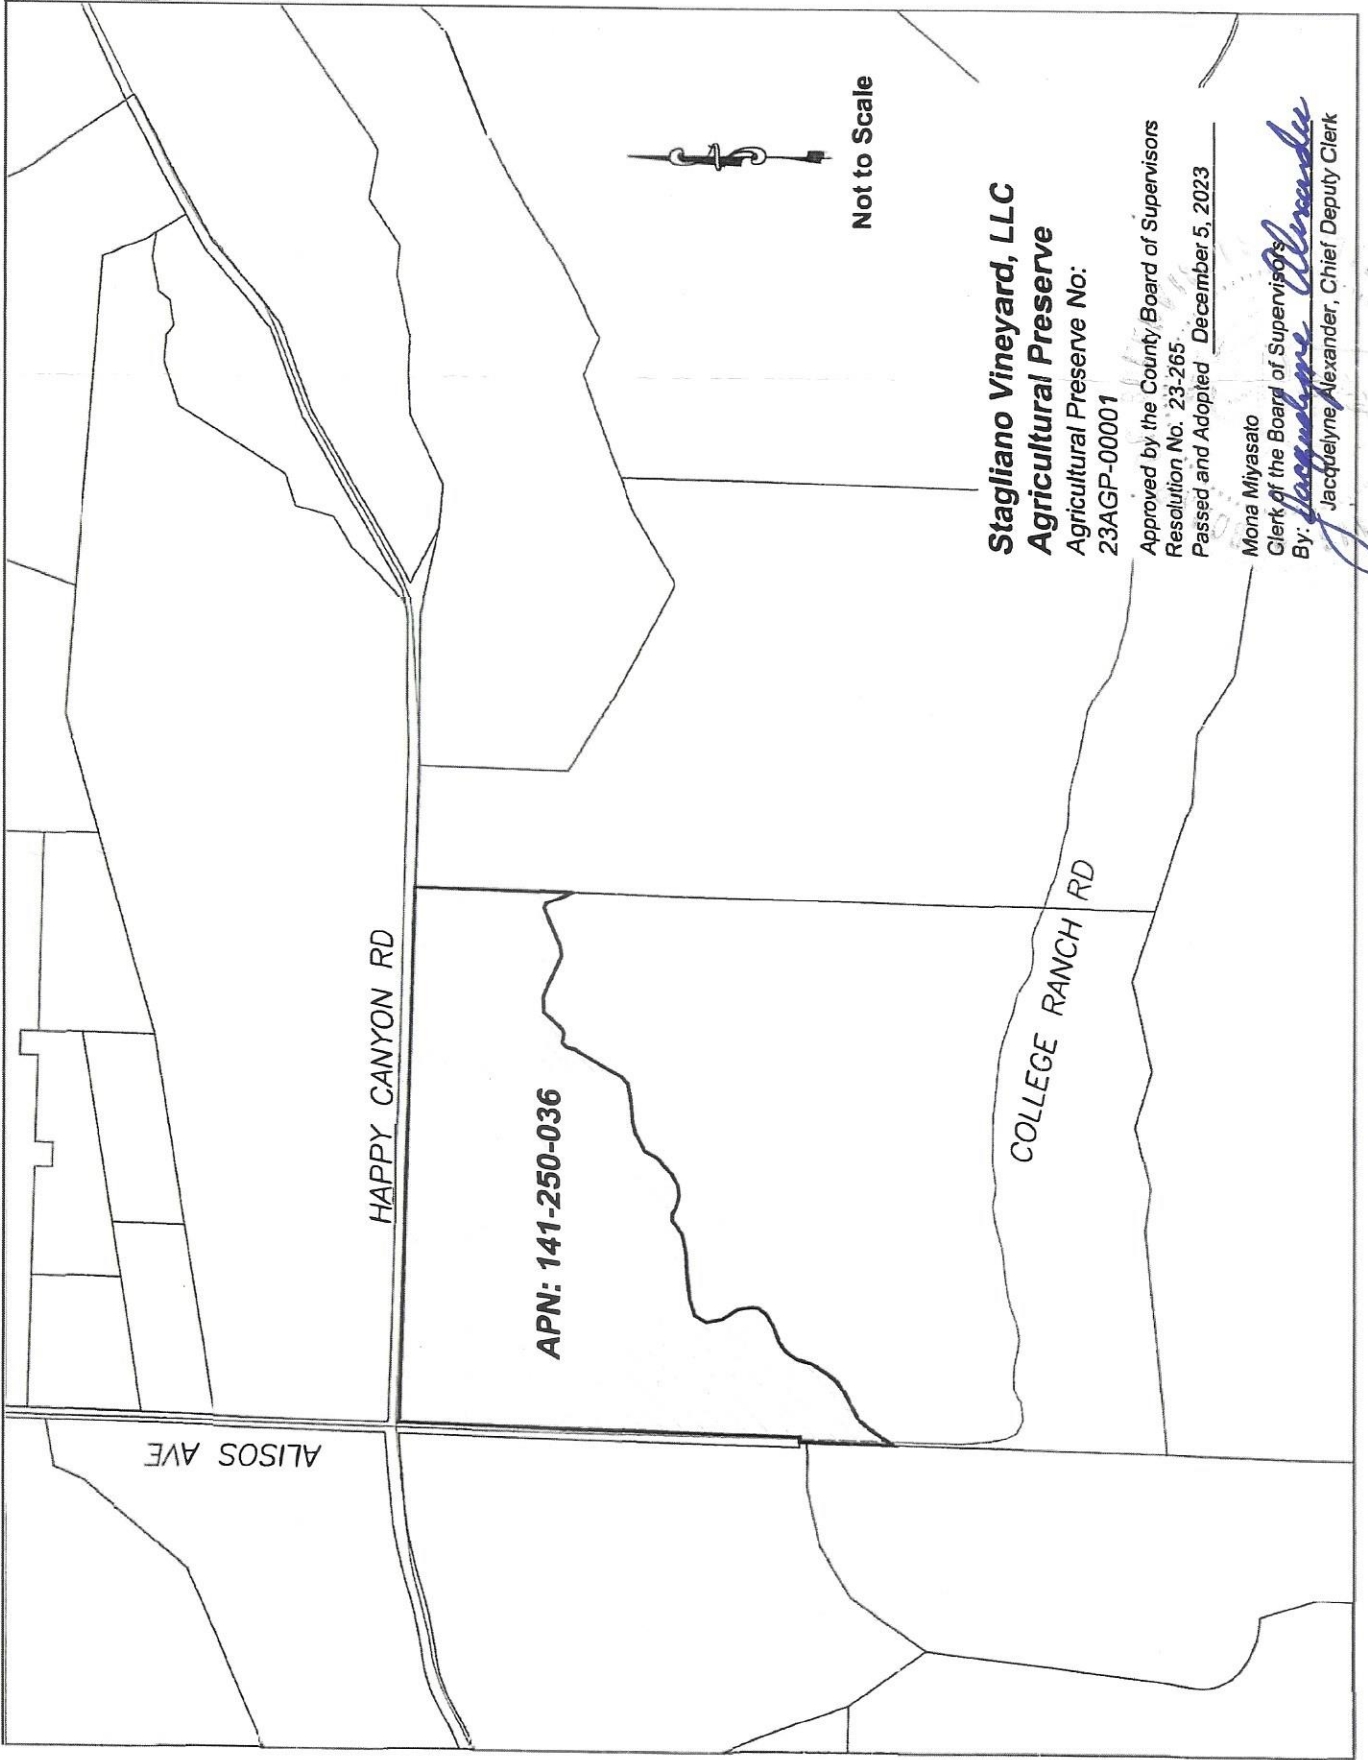 ALISOS AVE
HAPPY CANYON RD
APN: 141-250-036
COLLEGE RANCH RD
Not to Scale
Stagliano Vineyard, LLC
Agricultural Preserve
Agricultural Preserve No:
23AGP-00001
Approved by the County Board of Supervisors
Resolution No. 23-265
Passed and Adopted December 5, 2023
Mona Miyasato
Clerk of the Board of Supervisors
By: Jacquelyne Alexander
Jacquelyne Alexander, Chief Deputy Clerk